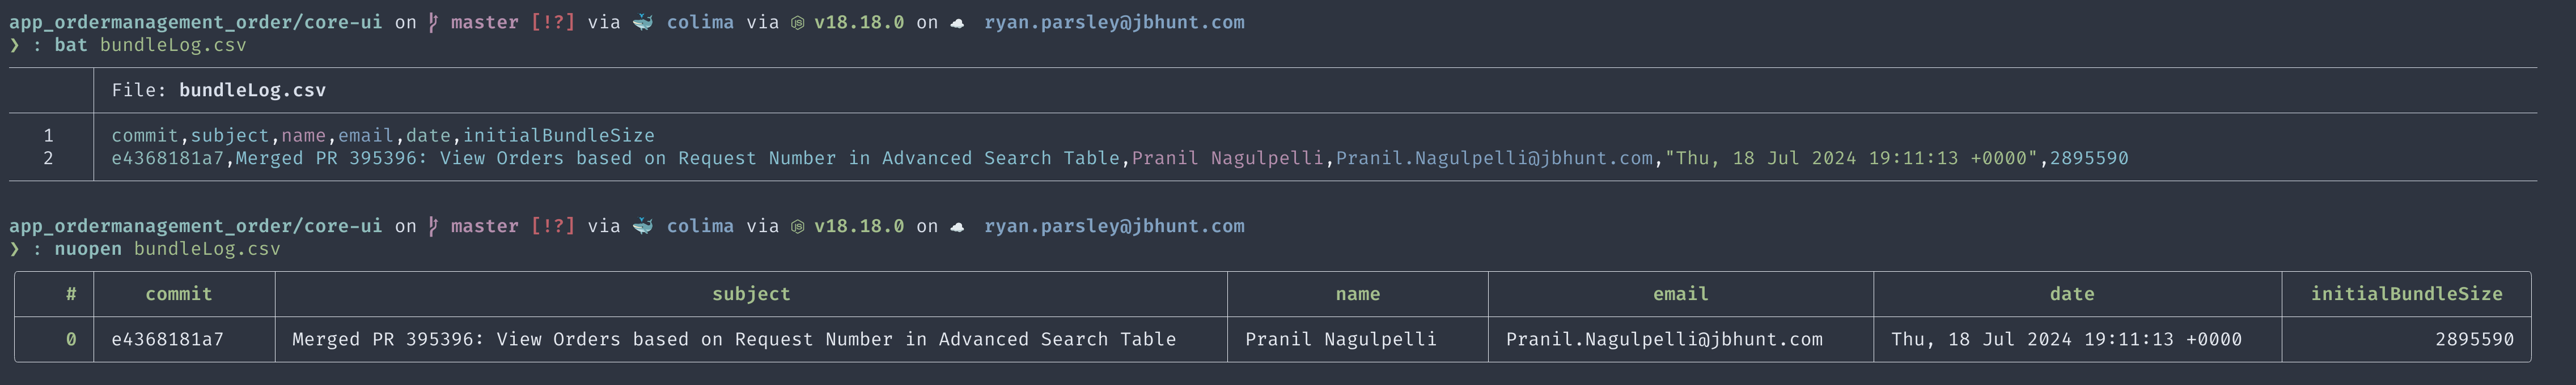 app_ordermanagement_order/core-ui on master [!?] via 🐳 colima via v18.18.0 on ☁️ ryan.parsley@jbhunt.com
❯ : bat bundleLog.csv
File: bundleLog.csv
1 commit,subject,name,email,date,initialBundleSize
2 e4368181a7,Merged PR 395396: View Orders based on Request Number in Advanced Search Table,Pranil Nagulpelli,Pranil.Nagulpelli@jbhunt.com,"Thu, 18 Jul 2024 19:11:13 +0000",2895590
app_ordermanagement_order/core-ui on master [!?] via 🐳 colima via v18.18.0 on ☁️ ryan.parsley@jbhunt.com
❯ : nuopen bundleLog.csv
# commit subject name email date initialBundleSize
0 e4368181a7 Merged PR 395396: View Orders based on Request Number in Advanced Search Table Pranil Nagulpelli Pranil.Nagulpelli@jbhunt.com Thu, 18 Jul 2024 19:11:13 +0000 2895590